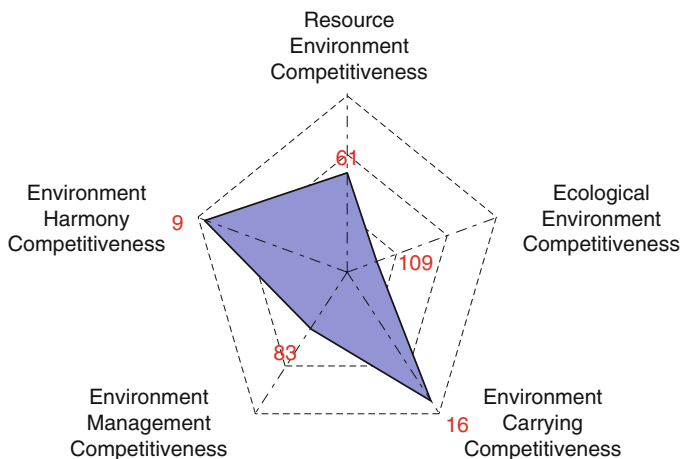 Resource
Environment
Competitiveness
61
Environment
Harmony
Competitiveness
9
Ecological
Environment
Competitiveness
109
83
Environment
Management
Competitiveness
Environment
Carrying
Competitiveness
16